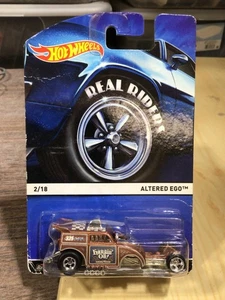 Hot Wheels
REAL RIDERS
2/18
ALTERED EGO™